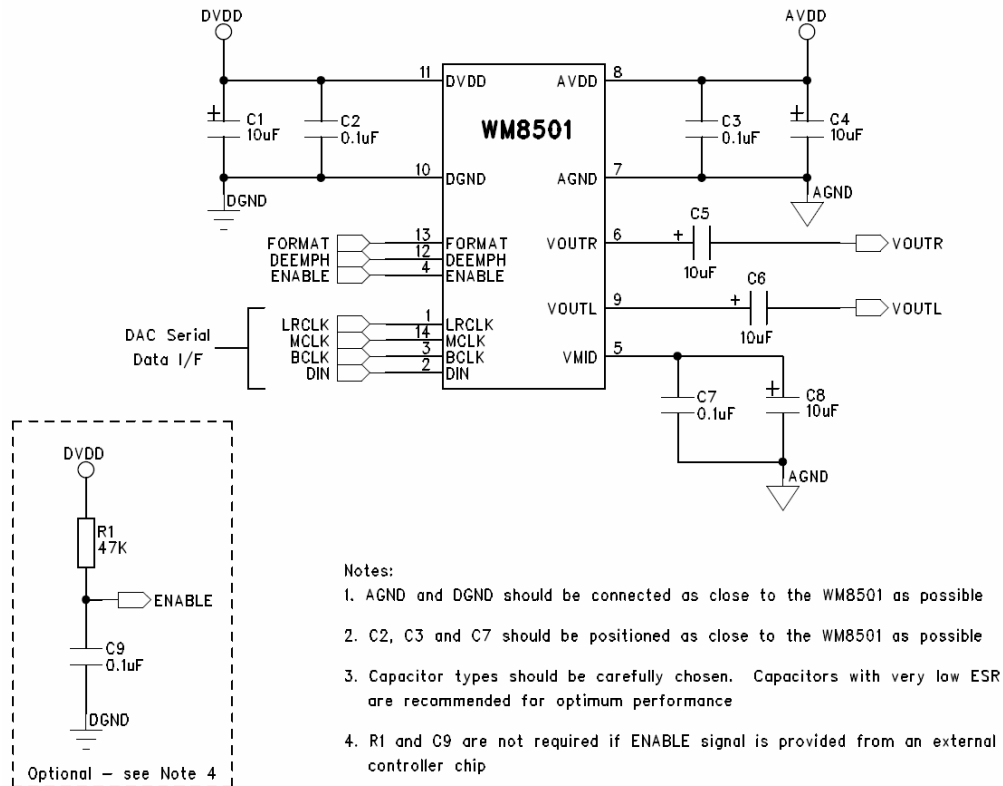 DVDD
AVDD
11 DVDD
AVDD 8
WM8501
C1
10uF
C2
0.1uF
C3
0.1uF
C4
10uF
10 DGND
AGND 7
DGND
AGND
FORMAT 13 FORMAT
DEEMPH 12 DEEMPH
ENABLE 4 ENABLE
VOUTR 6
C5
10uF
VOUTR
VOUTL 9
C6
10uF
VOUTL
DAC Serial
Data I/F
LRCLK 1 LRCLK
MCLK 14 MCLK
BCLK 3 BCLK
DIN 2 DIN
VMID 5
C7
0.1uF
C8
10uF
AGND
DVDD
R1
47K
ENABLE
C9
0.1uF
DGND
Optional – see Note 4
Notes:
1. AGND and DGND should be connected as close to the WM8501 as possible
2. C2, C3 and C7 should be positioned as close to the WM8501 as possible
3. Capacitor types should be carefully chosen. Capacitors with very low ESR
are recommended for optimum performance
4. R1 and C9 are not required if ENABLE signal is provided from an external
controller chip